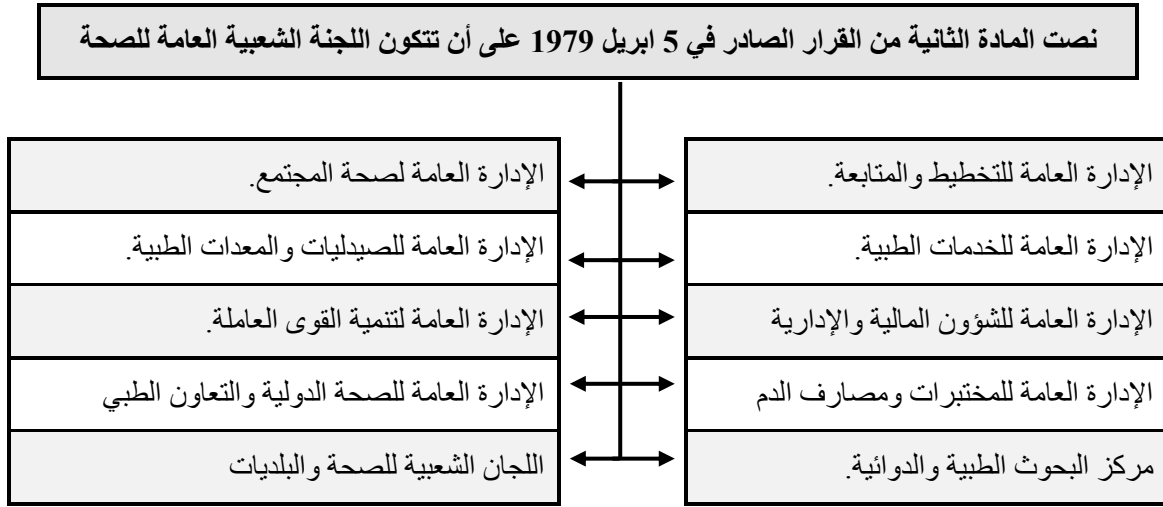 نصت المادة الثانية من القرار الصادر في 5 ابريل 1979 على أن تتكون اللجنة الشعبية العامة للصحة
الإدارة العامة للتخطيط والمتابعة.
الإدارة العامة لصحة المجتمع.
الإدارة العامة للخدمات الطبية.
الإدارة العامة للصيدليات والمعدات الطبية.
الإدارة العامة للشؤون المالية والإدارية
الإدارة العامة لتنمية القوى العاملة.
الإدارة العامة للمختبرات ومصارف الدم
الإدارة العامة للصحة الدولية والتعاون الطبي
مركز البحوث الطبية والدوائية.
اللجان الشعبية للصحة والبلديات